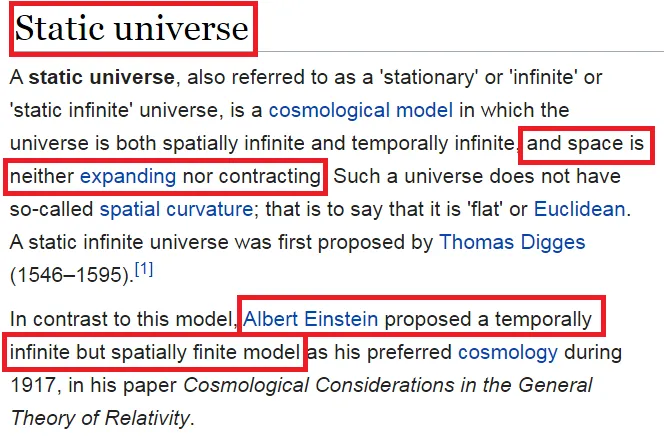 Static universe
A static universe, also referred to as a 'stationary' or 'infinite' or
'static infinite' universe, is a cosmological model in which the
universe is both spatially infinite and temporally infinite, and space is
neither expanding nor contracting. Such a universe does not have
so-called spatial curvature; that is to say that it is 'flat' or Euclidean.
A static infinite universe was first proposed by Thomas Digges
(1546–1595).[1]
In contrast to this model, Albert Einstein proposed a temporally
infinite but spatially finite model as his preferred cosmology during
1917, in his paper Cosmological Considerations in the General
Theory of Relativity.